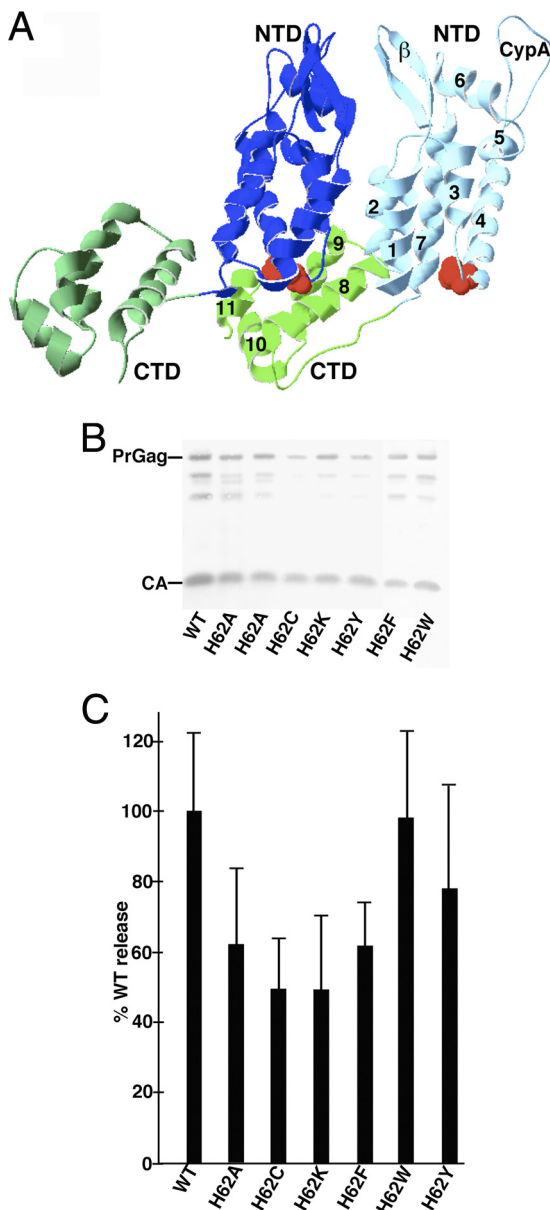 A
NTD
NTD
β
CypA
6
5
2
3
4
1
7
9
8
11
10
CTD
CTD
B
PrGag
CA
WT
H62A
H62A
H62C
H62K
H62Y
H62F
H62W
C
% WT release
120
100
80
60
40
20
0
WT
H62A
H62C
H62K
H62F
H62W
H62Y